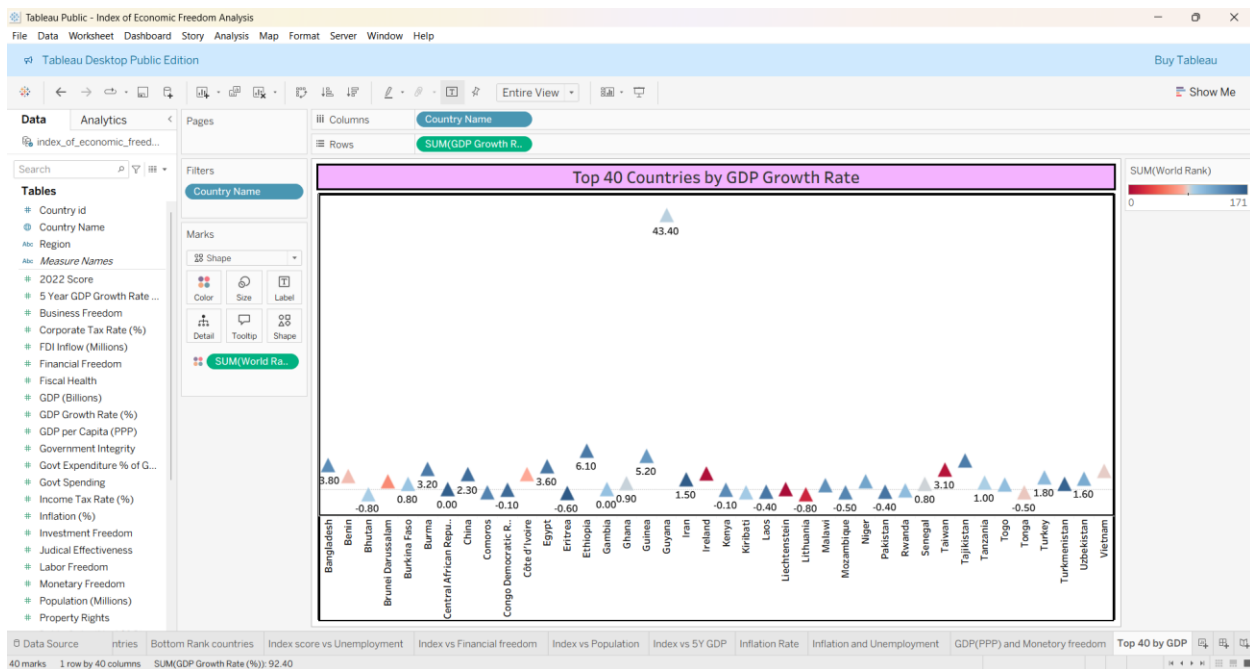 Tableau Public - Index of Economic Freedom Analysis
File Data Worksheet Dashboard Story Analysis Map Format Server Window Help
Tableau Desktop Public Edition Buy Tableau
Entire View Show Me
Data Analytics Pages Columns Country Name
index_of_economic_freed... Rows SUM(GDP Growth R..
Search
Filters
Country Name
Marks
Shape
Color Size Label
Detail Tooltip Shape
SUM(World Ra..
Tables
# Country id
Country Name
Abc Region
Abc Measure Names
# 2022 Score
# 5 Year GDP Growth Rate ...
# Business Freedom
# Corporate Tax Rate (%)
# FDI Inflow (Millions)
# Financial Freedom
# Fiscal Health
# GDP (Billions)
# GDP Growth Rate (%)
# GDP per Capita (PPP)
# Government Integrity
# Govt Expenditure % of G...
# Govt Spending
# Income Tax Rate (%)
# Inflation (%)
# Investment Freedom
# Judical Effectiveness
# Labor Freedom
# Monetary Freedom
# Population (Millions)
# Property Rights
Top 40 Countries by GDP Growth Rate
SUM(World Rank)
0 171
43.40
3.80
-0.80
0.80
3.20
0.00
2.30
-0.10
3.60
-0.60
6.10
0.00
0.90
5.20
1.50
-0.10
-0.40
-0.80
-0.50
-0.40
0.80
3.10
1.00
-0.50
1.80
1.60
Bangladesh
Benin
Bhutan
Brunei Darussalam
Burkina Faso
Burma
Central African Repu..
China
Comoros
Congo Democratic R..
Côte d'Ivoire
Egypt
Eritrea
Ethiopia
Gambia
Ghana
Guinea
Guyana
Iran
Ireland
Kenya
Kiribati
Laos
Liechtenstein
Lithuania
Malawi
Mozambique
Niger
Pakistan
Rwanda
Senegal
Taiwan
Tajikistan
Tanzania
Togo
Tonga
Turkey
Turkmenistan
Uzbekistan
Vietnam
Data Source ntries Bottom Rank countries Index score vs Unemployment Index vs Financial freedom Index vs Population Index vs 5Y GDP Inflation Rate Inflation and Unemployment GDP(PPP) and Monetary freedom Top 40 by GDP
40 marks 1 row by 40 columns SUM(GDP Growth Rate (%)): 92.40